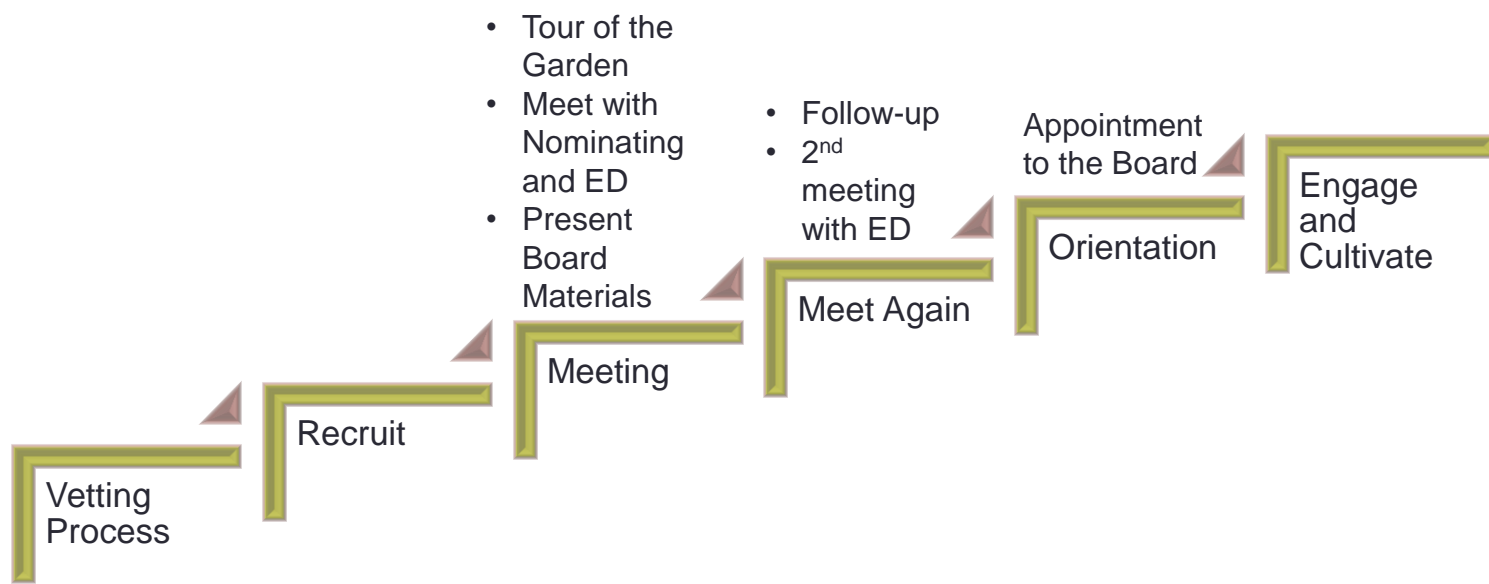 • Tour of the
Garden
• Meet with
Nominating
and ED
• Present
Board
Materials
• Follow-up
• 2nd
meeting
with ED
Appointment
to the Board
Engage
and
Cultivate
Orientation
Meet Again
Meeting
Recruit
Vetting
Process